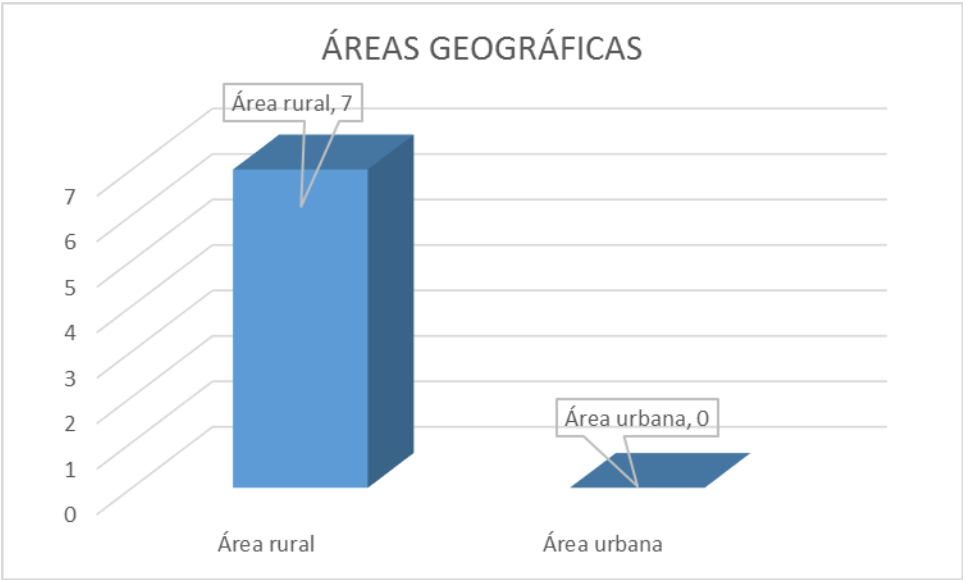 ÁREAS GEOGRÁFICAS
Área rural, 7
7
6
5
4
3
2
1
0
Área urbana, 0
Área rural
Área urbana